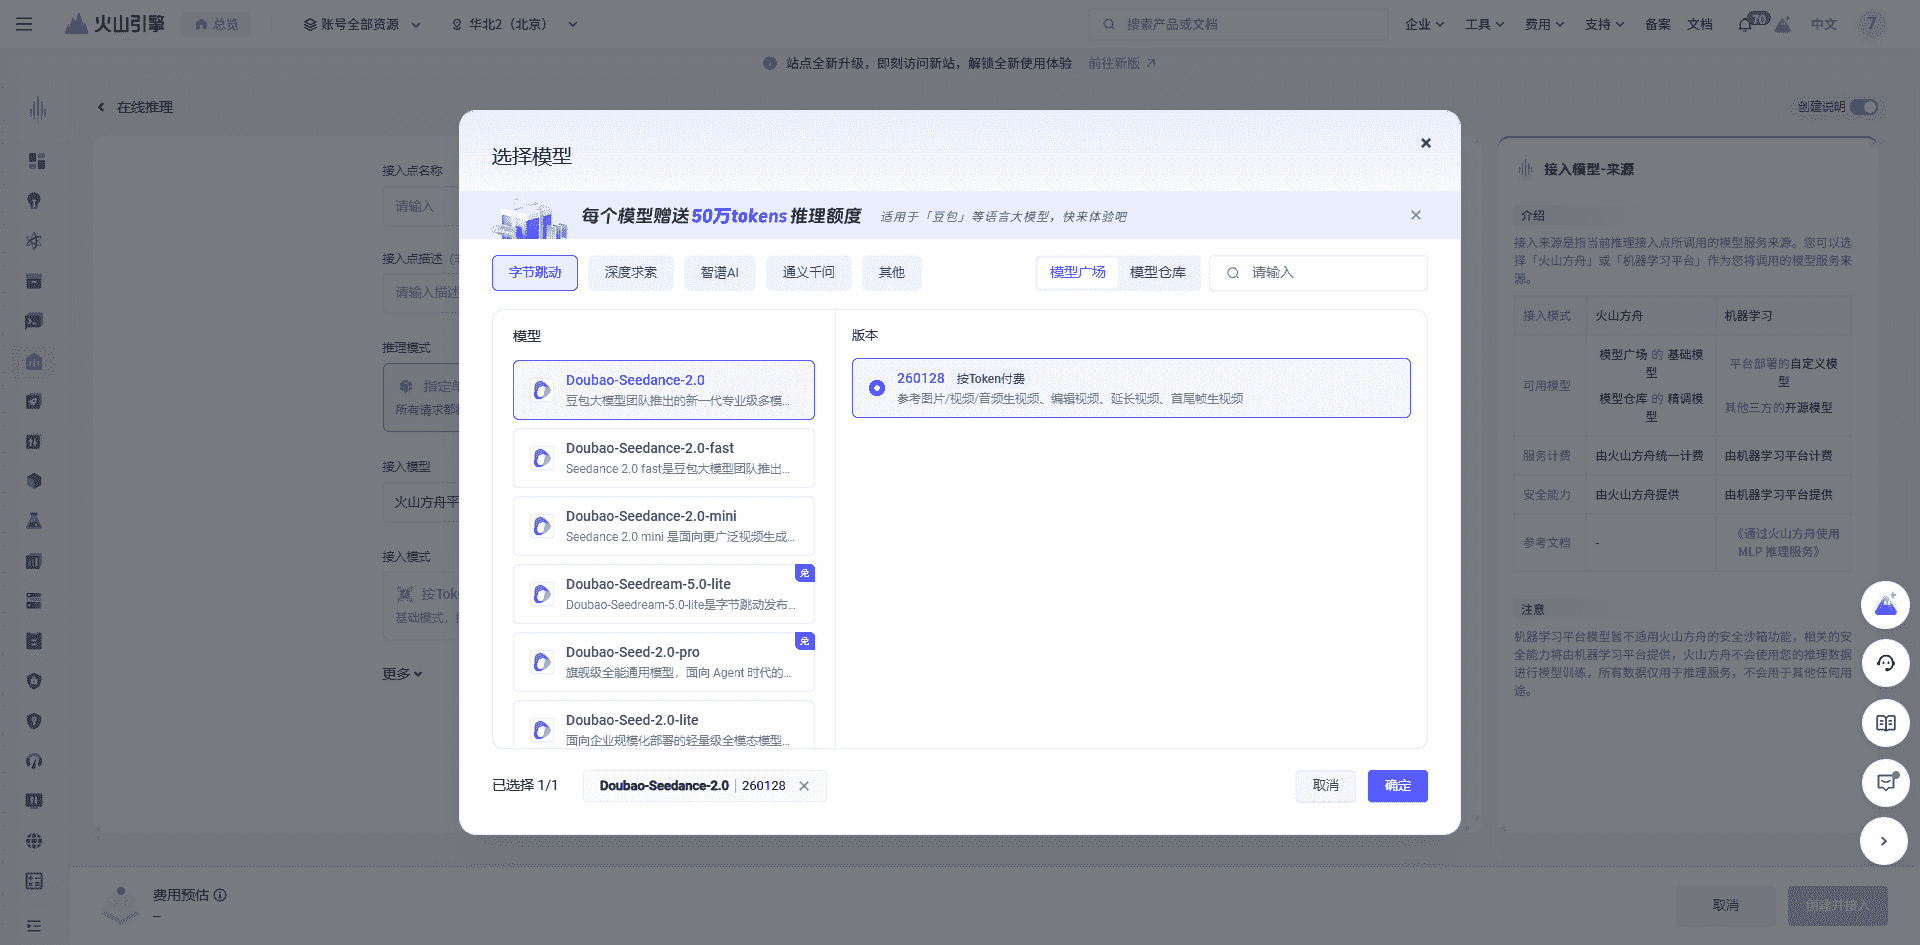 火山引擎
总览
账号全部资源
华北2（北京）
搜索产品或文档
企业
工具
费用
支持
备案
文档
70
中文
7
站点全新升级，即刻访问新站，解锁全新使用体验
前往新版
在线推理
创建说明
接入点名称
请输入
接入点描述
请输入描述
推理模式
指定
所有请求都
接入模型
火山方舟平
接入模式
按Tok
基础模式，
更多
选择模型
每个模型赠送50万tokens推理额度
适用于「豆包」等语言大模型，快来体验吧
字节跳动
深度求索
智谱AI
通义千问
其他
模型广场
模型仓库
请输入
模型
Doubao-Seedance-2.0
豆包大模型团队推出的新一代专业级多模...
Doubao-Seedance-2.0-fast
Seedance 2.0 fast是豆包大模型团队推出...
Doubao-Seedance-2.0-mini
Seedance 2.0 mini 是面向更广泛视频生成...
免
Doubao-Seedream-5.0-lite
Doubao-Seedream-5.0-lite是字节跳动发布...
免
Doubao-Seed-2.0-pro
旗舰级全能通用模型，面向 Agent 时代的...
Doubao-Seed-2.0-lite
面向企业规模化部署的轻量级全模态模型...
版本
260128 按Token付费
参考图片/视频/音频生视频、编辑视频、延长视频、首尾帧生视频
已选择 1/1
Doubao-Seedance-2.0 | 260128
取消
确定
接入模型-来源
介绍
接入来源是指当前推理接入点所调用的模型服务来源。您可以选
择「火山方舟」或「机器学习平台」作为您将调用的模型服务来
源。
接入模式 火山方舟 机器学习
可用模型
模型广场 的 基础模
型
模型仓库 的 精调模
型
平台部署的自定义模
型
其他三方的开源模型
服务计费 由火山方舟统一计费 由机器学习平台计费
安全能力 由火山方舟提供 由机器学习平台提供
参考文档 -
《通过火山方舟使用
MLP 推理服务》
注意
机器学习平台模型暂不适用火山方舟的安全沙箱功能，相关的安
全能力将由机器学习平台提供，火山方舟不会使用您的推理数据
进行模型训练，所有数据仅用于推理服务，不会用于其他任何用
途。
费用预估
–
取消
创建并接入